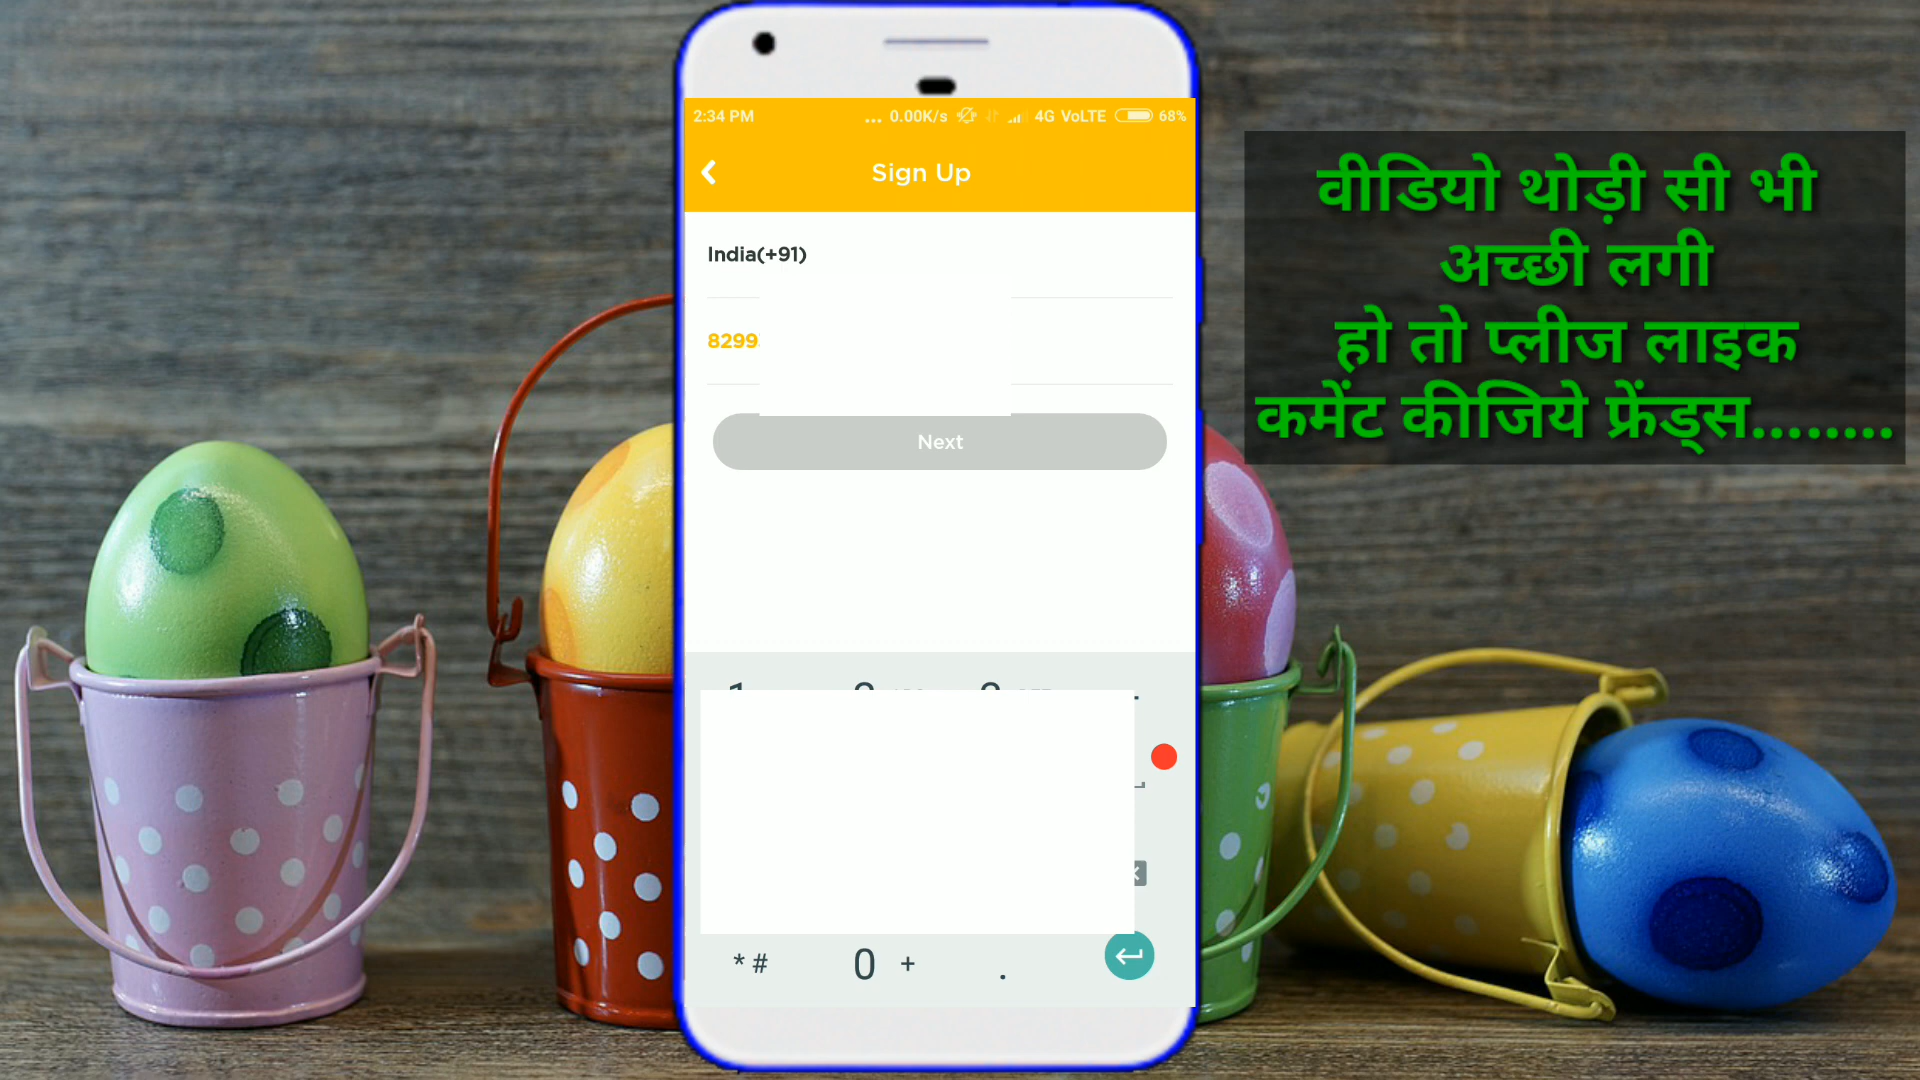 2:34 PM ... 0.00K/s 4G VoLTE 68%
Sign Up
India(+91)
8299
Next
* # 0 + .
वीडियो थोड़ी सी भी
अच्छी लगी
हो तो प्लीज लाइक
कमेंट कीजिये फ्रेंड्स........